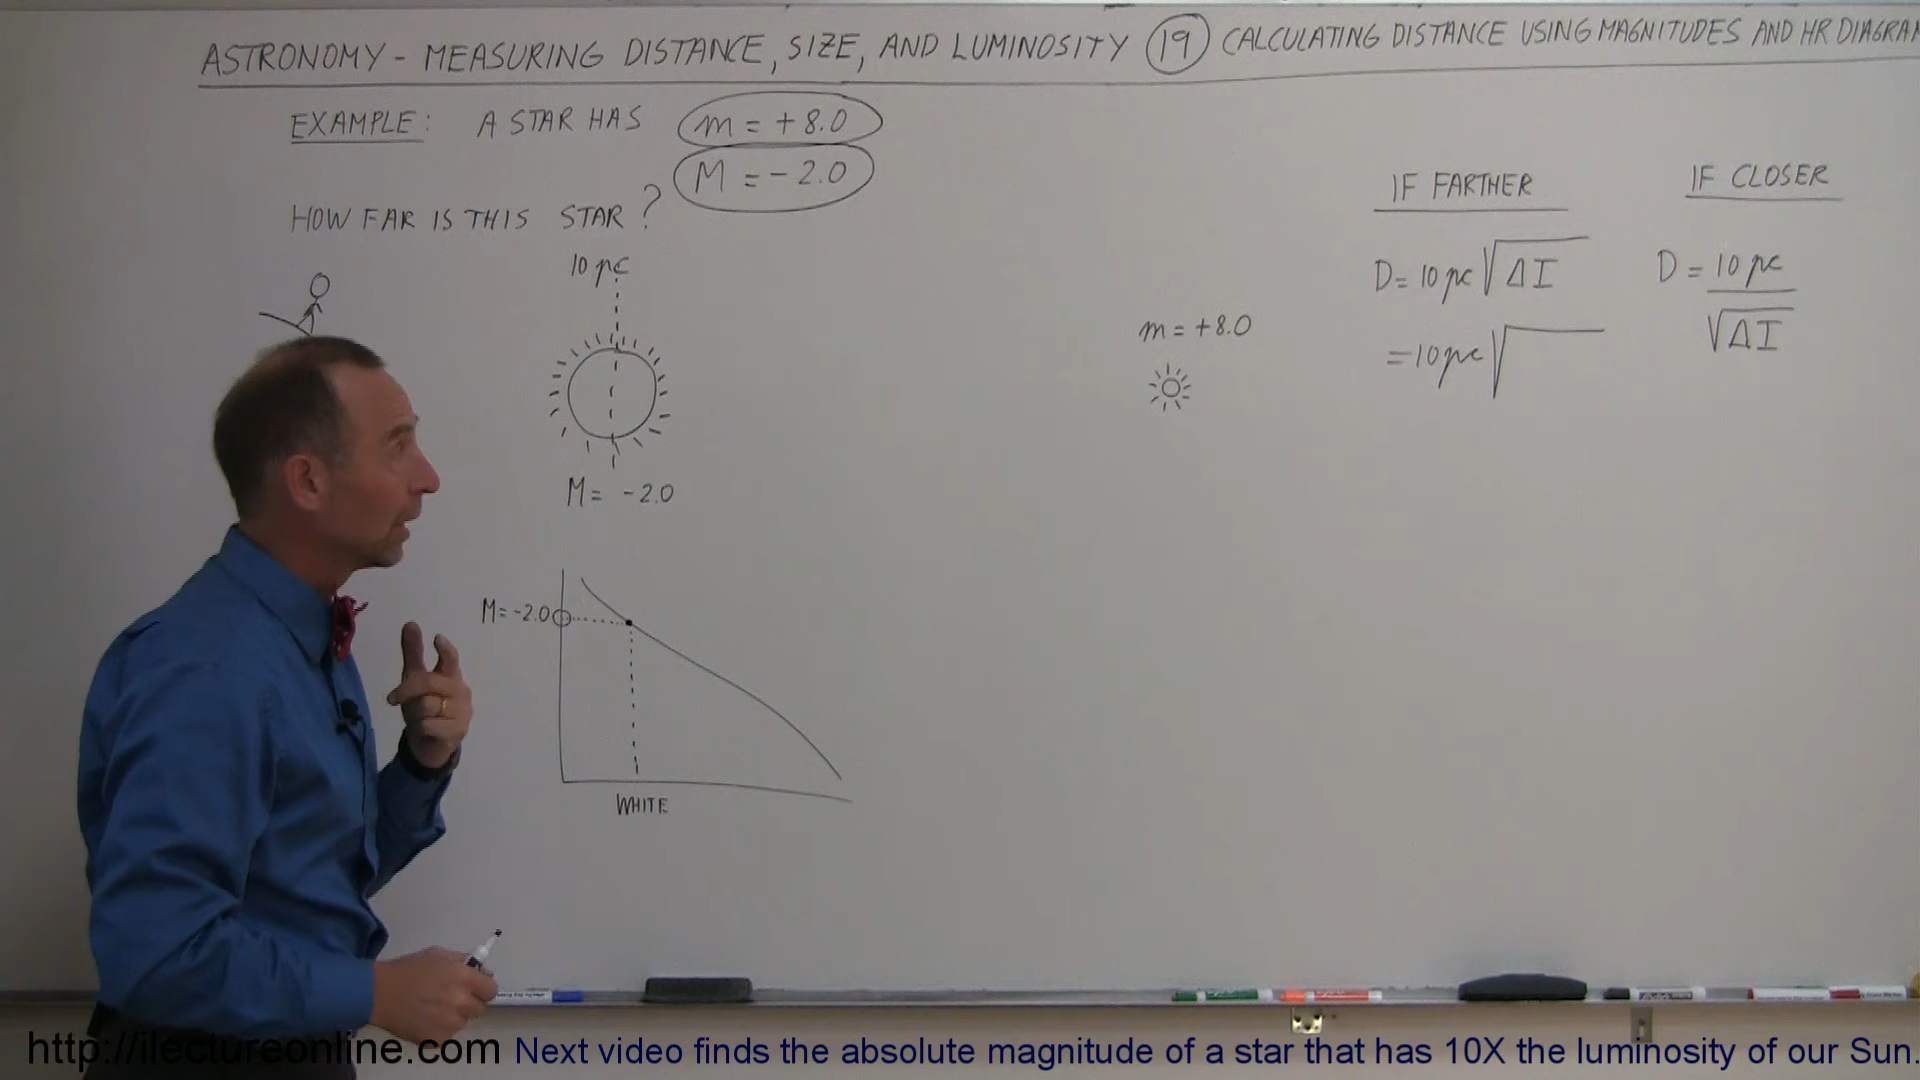 ASTRONOMY - MEASURING DISTANCE, SIZE, AND LUMINOSITY 19 CALCULATING DISTANCE USING MAGNITUDES AND HR DIAGRAM
EXAMPLE: A STAR HAS m = +8.0
M = -2.0
HOW FAR IS THIS STAR?
10 pc
M = -2.0
M = -2.0
WHITE
m = +8.0
IF FARTHER
D = 10 pc √ΔI
= 10 pc √
IF CLOSER
D = 10 pc
√ΔI
http://ilectureonline.com Next video finds the absolute magnitude of a star that has 10X the luminosity of our Sun.